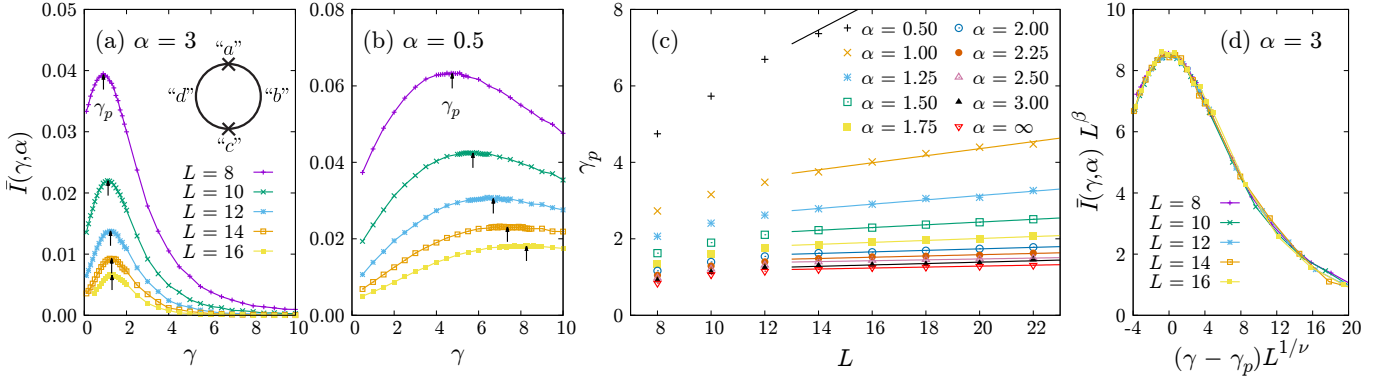 (a) α = 3
0.05
0.04
0.03
0.02
0.01
0.00
Ī(γ,α)
γp
"a"
"b"
"c"
"d"
L = 8
L = 10
L = 12
L = 14
L = 16
0 2 4 6 8 10
γ
(b) α = 0.5
0.08
0.06
0.04
0.02
0.00
γp
0 2 4 6 8 10
γ
(c)
8
6
4
2
0
γp
α = 0.50
α = 1.00
α = 1.25
α = 1.50
α = 1.75
α = 2.00
α = 2.25
α = 2.50
α = 3.00
α = ∞
8 10 12 14 16 18 20 22
L
(d) α = 3
10
8
6
4
2
0
Ī(γ,α) L^β
L = 8
L = 10
L = 12
L = 14
L = 16
-4 0 4 8 12 16 20
(γ − γp)L^1/ν